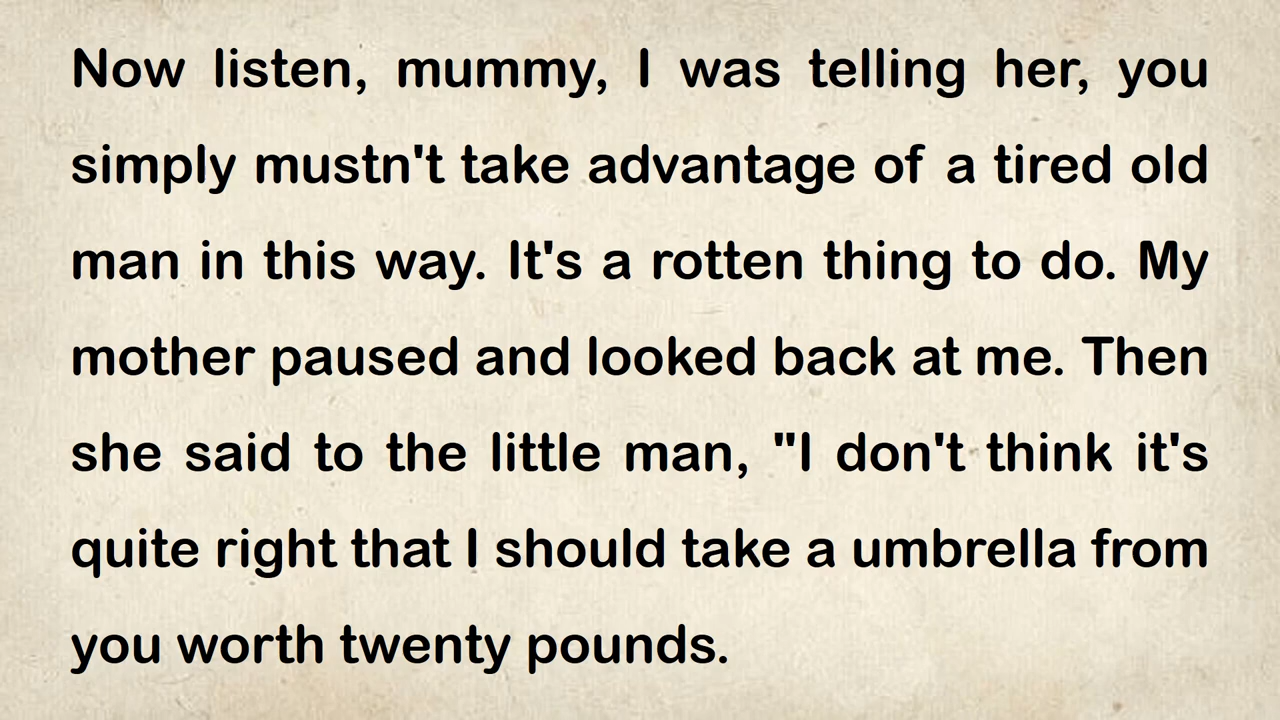 Now listen, mummy, I was telling her, you
simply mustn't take advantage of a tired old
man in this way. It's a rotten thing to do. My
mother paused and looked back at me. Then
she said to the little man, "I don't think it's
quite right that I should take a umbrella from
you worth twenty pounds.